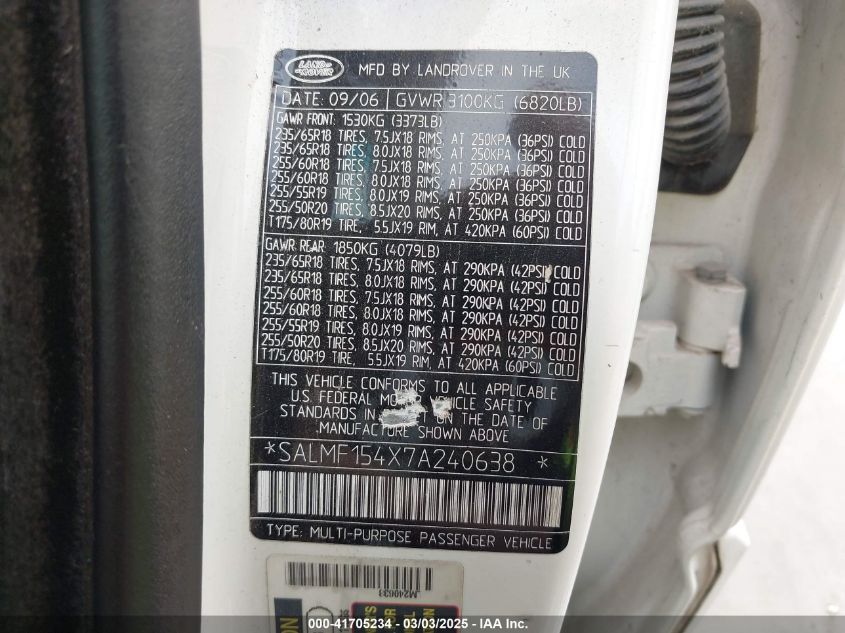 LAND ROVER
MFD BY LANDROVER IN THE UK
DATE: 09/06 GVWR 3100KG (6820LB)
GAWR FRONT: 1530KG (3373LB)
235/65R18 TIRES, 7.5JX18 RIMS, AT 250KPA (36PSI) COLD
235/65R18 TIRES, 8.0JX18 RIMS, AT 250KPA (36PSI) COLD
255/60R18 TIRES, 7.5JX18 RIMS, AT 250KPA (36PSI) COLD
255/60R18 TIRES, 8.0JX18 RIMS, AT 250KPA (36PSI) COLD
255/55R19 TIRES, 8.0JX19 RIMS, AT 250KPA (36PSI) COLD
255/50R20 TIRES, 8.5JX20 RIMS, AT 250KPA (36PSI) COLD
T175/80R19 TIRE, 5.5JX19 RIM, AT 420KPA (60PSI) COLD
GAWR REAR: 1850KG (4079LB)
235/65R18 TIRES, 7.5JX18 RIMS, AT 290KPA (42PSI) COLD
235/65R18 TIRES, 8.0JX18 RIMS, AT 290KPA (42PSI) COLD
255/60R18 TIRES, 7.5JX18 RIMS, AT 290KPA (42PSI) COLD
255/60R18 TIRES, 8.0JX18 RIMS, AT 290KPA (42PSI) COLD
255/55R19 TIRES, 8.0JX19 RIMS, AT 290KPA (42PSI) COLD
255/50R20 TIRES, 8.5JX20 RIMS, AT 290KPA (42PSI) COLD
T175/80R19 TIRE, 5.5JX19 RIM, AT 420KPA (60PSI) COLD
THIS VEHICLE CONFORMS TO ALL APPLICABLE
U.S. FEDERAL MOTOR VEHICLE SAFETY
STANDARDS IN EFFECT ON THE DATE OF
MANUFACTURE SHOWN ABOVE
*SALMF154X7A240638 *
TYPE: MULTI-PURPOSE PASSENGER VEHICLE
000-41705234 - 03/03/2025 - IAAI Inc.